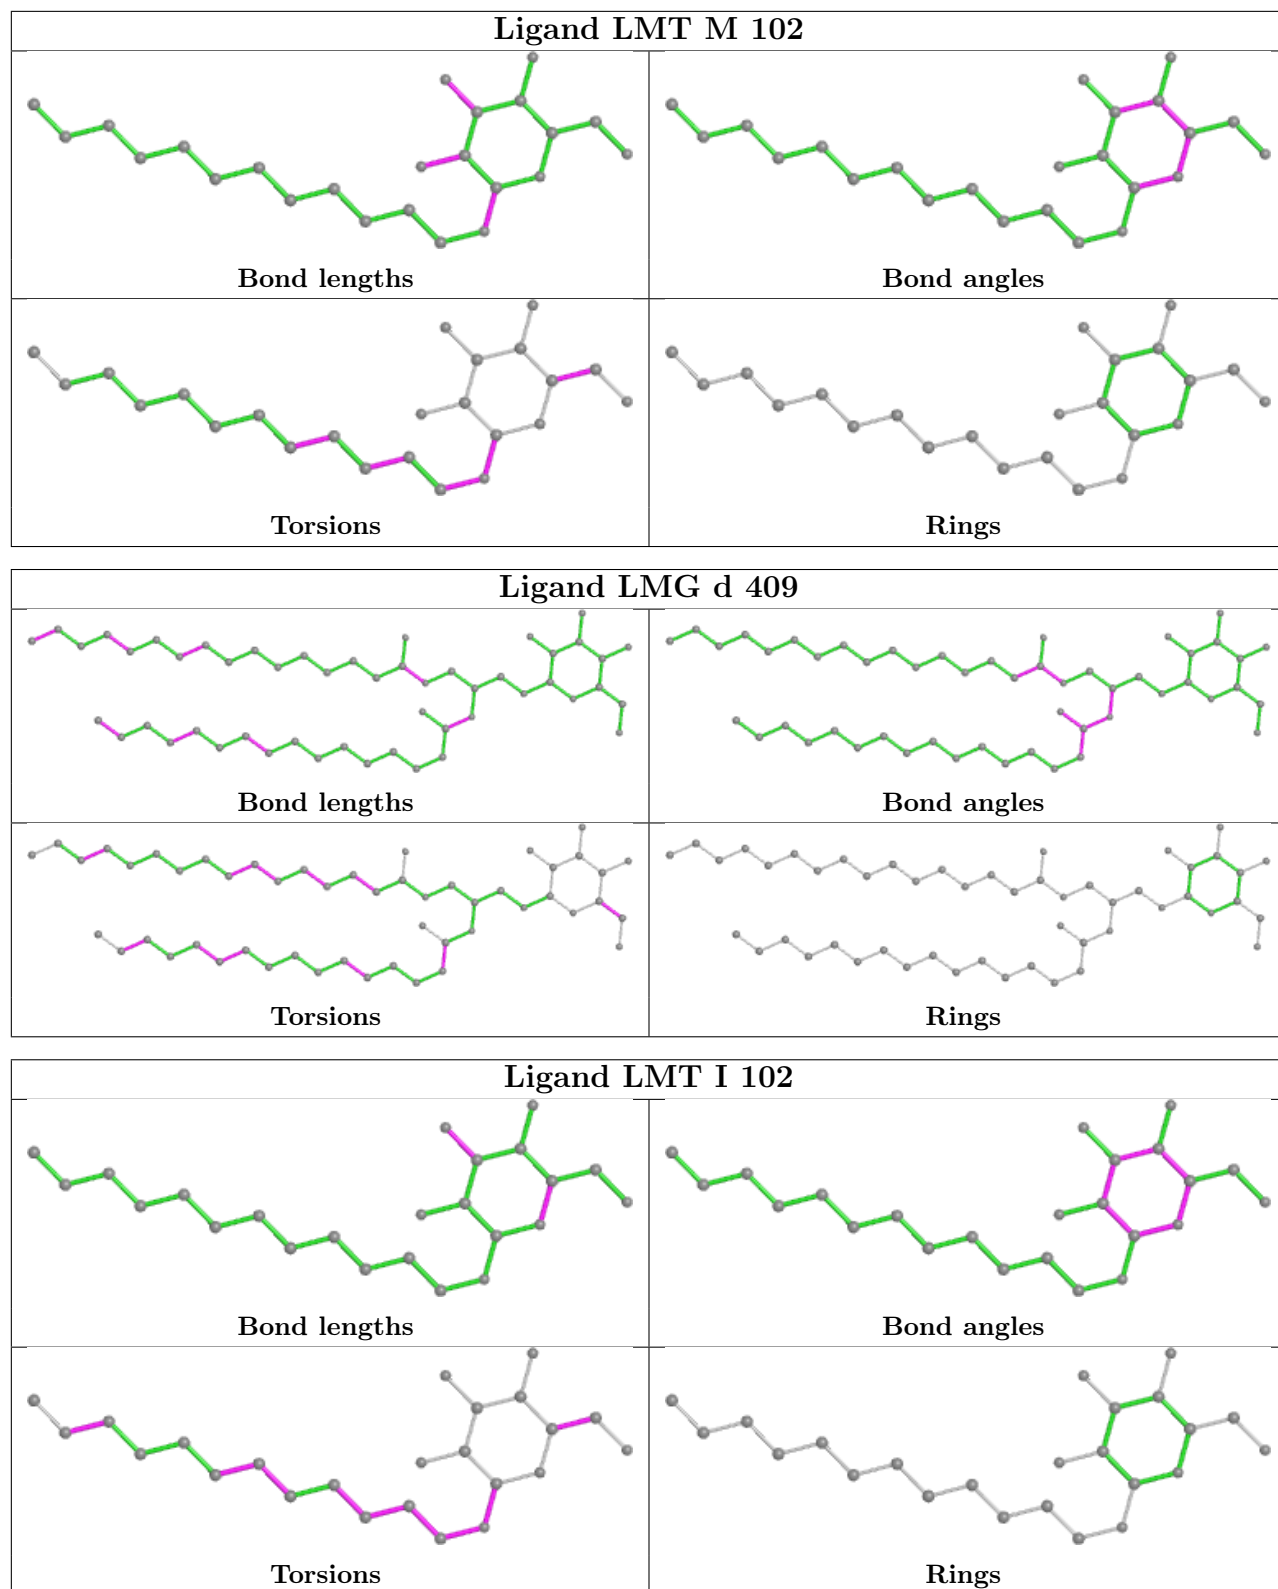 Ligand LMT M 102
Bond lengths
Bond angles
Torsions
Rings
Ligand LMG d 409
Bond lengths
Bond angles
Torsions
Rings
Ligand LMT I 102
Bond lengths
Bond angles
Torsions
Rings